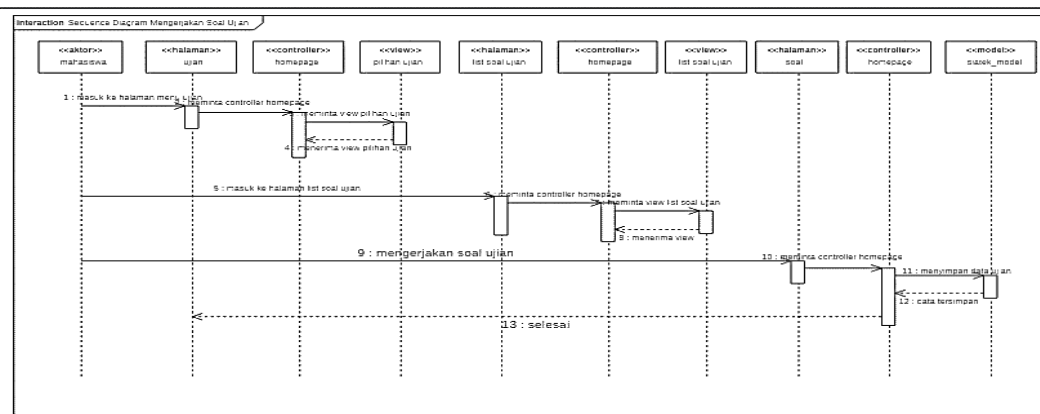 Interaction Sequence Diagram Mengerjakan Soal Ujian
<<aktor>>
mahasiswa
<<halaman>>
ujian
<<controller>>
homepage
<<view>>
pilihan ujian
<<halaman>>
list soal ujian
<<controller>>
homepage
<<view>>
list soal ujian
<<halaman>>
soal
<<controller>>
homepage
<<model>>
1 : masuk ke halaman menu ujian
meminta controller homepage
meminta view pilihan ujian
4 : menerima view pilihan ujian
5 : masuk ke halaman list soal ujian
meminta controller homepage
meminta view list soal ujian
8 : menerima view
9 : mengerjakan soal ujian
10 : meminta controller homepage
11 : menyimpan data ujian
12 : data tersimpan
13 : selesai